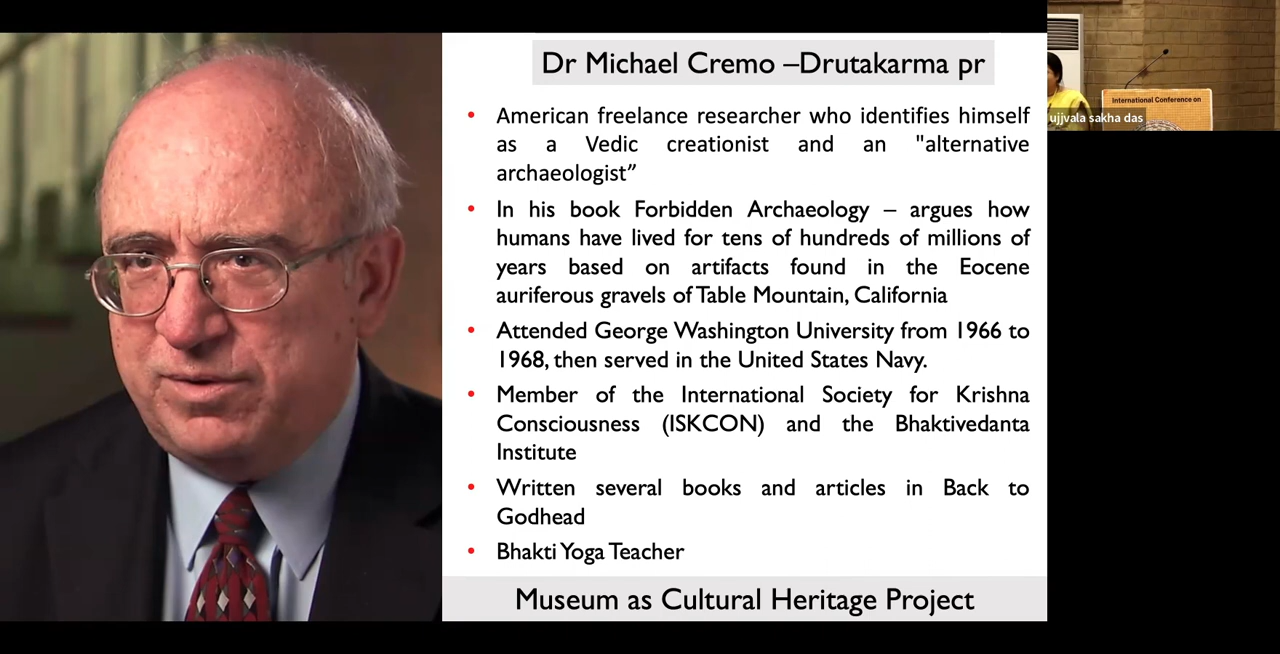 Dr Michael Cremo –Drutakarma pr
• American freelance researcher who identifies himself
as a Vedic creationist and an "alternative
archaeologist”
• In his book Forbidden Archaeology – argues how
humans have lived for tens of hundreds of millions of
years based on artifacts found in the Eocene
auriferous gravels of Table Mountain, California
• Attended George Washington University from 1966 to
1968, then served in the United States Navy.
• Member of the International Society for Krishna
Consciousness (ISKCON) and the Bhaktivedanta
Institute
• Written several books and articles in Back to
Godhead
• Bhakti Yoga Teacher
Museum as Cultural Heritage Project
International Conference on
ujjvala sakha das